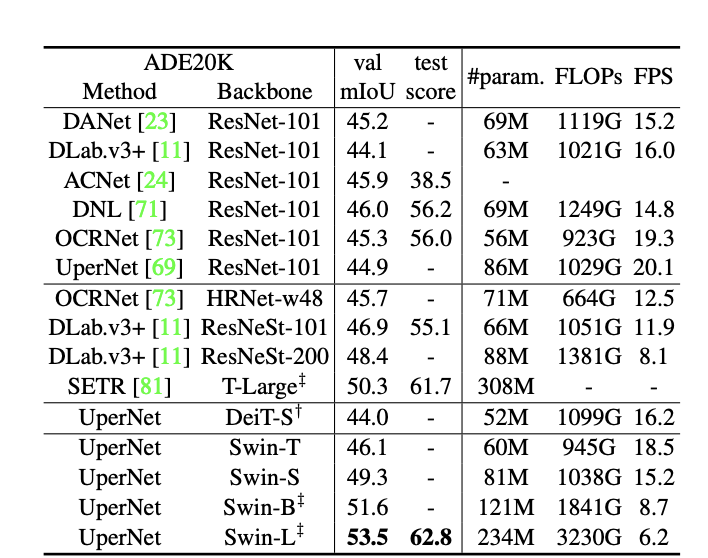 ADE20K val test #param. FLOPs FPS
Method Backbone mIoU score
DANet [23] ResNet-101 45.2 - 69M 1119G 15.2
DLab.v3+ [11] ResNet-101 44.1 - 63M 1021G 16.0
ACNet [24] ResNet-101 45.9 38.5 -
DNL [71] ResNet-101 46.0 56.2 69M 1249G 14.8
OCRNet [73] ResNet-101 45.3 56.0 56M 923G 19.3
UperNet [69] ResNet-101 44.9 - 86M 1029G 20.1
OCRNet [73] HRNet-w48 45.7 - 71M 664G 12.5
DLab.v3+ [11] ResNeSt-101 46.9 55.1 66M 1051G 11.9
DLab.v3+ [11] ResNeSt-200 48.4 - 88M 1381G 8.1
SETR [81] T-Large‡ 50.3 61.7 308M - -
UperNet DeiT-S† 44.0 - 52M 1099G 16.2
UperNet Swin-T 46.1 - 60M 945G 18.5
UperNet Swin-S 49.3 - 81M 1038G 15.2
UperNet Swin-B‡ 51.6 - 121M 1841G 8.7
UperNet Swin-L‡ 53.5 62.8 234M 3230G 6.2